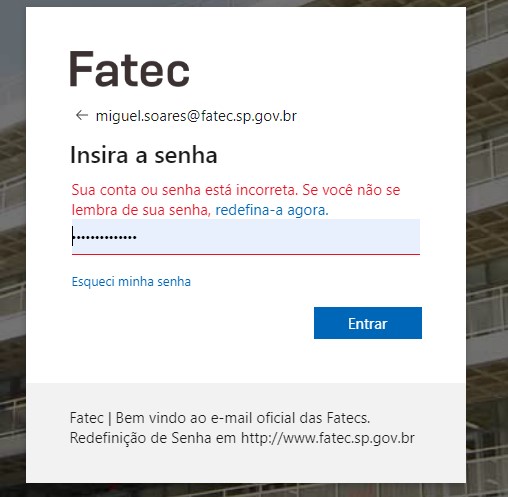 Fatec
miguel.soares@fatec.sp.gov.br
Insira a senha
Sua conta ou senha está incorreta. Se você não se
lembra de sua senha, redefina-a agora.
Esqueci minha senha
Entrar
Fatec | Bem vindo ao e-mail oficial das Fatecs.
Redefinição de Senha em http://www.fatec.sp.gov.br